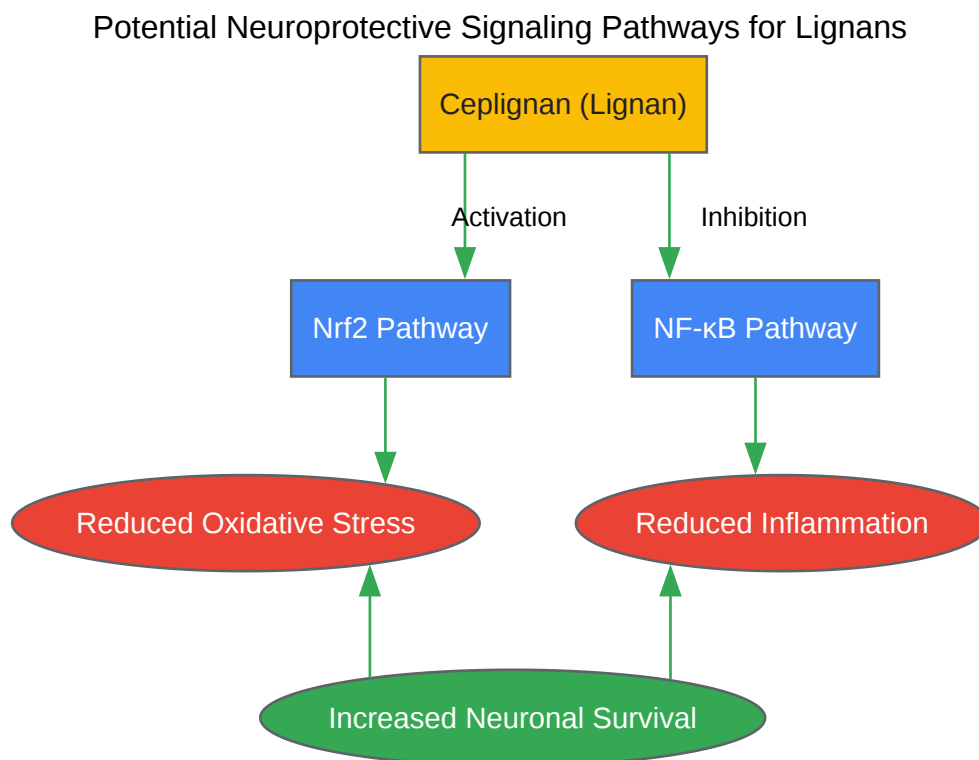 Potential Neuroprotective Signaling Pathways for Lignans
Ceplignan (Lignan)
Activation
Inhibition
Nrf2 Pathway
NF-κB Pathway
Reduced Oxidative Stress
Reduced Inflammation
Increased Neuronal Survival